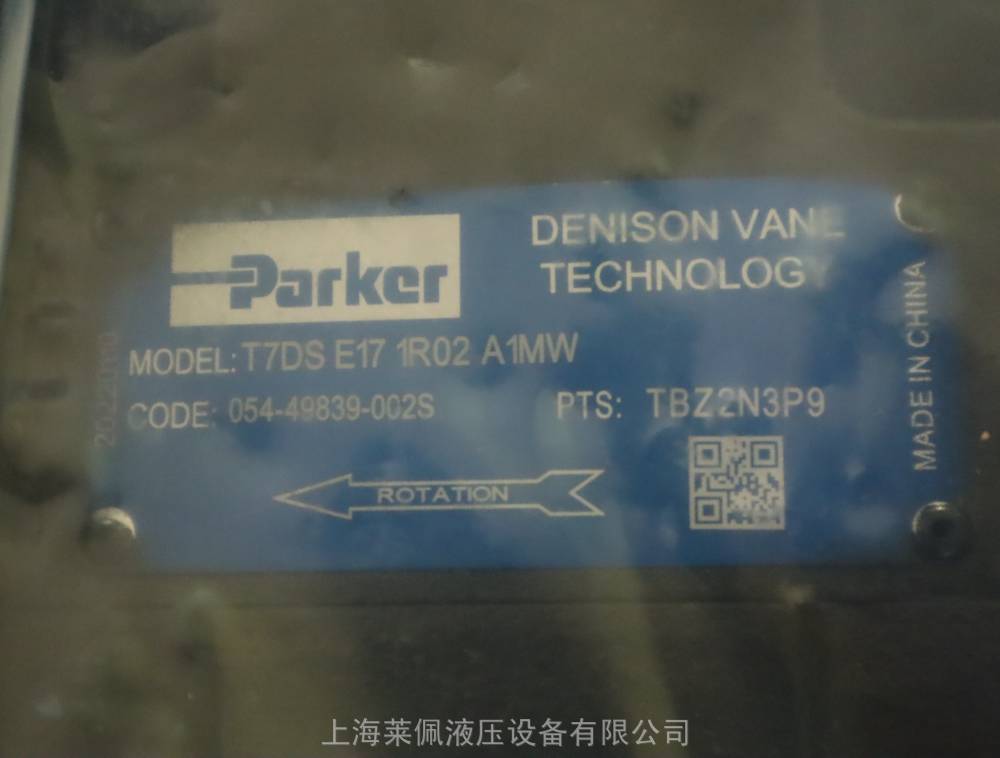 Parker
DENISON VANE
TECHNOLOGY
MODEL: T7DS E17 1R02 A1MW
CODE: 054-49839-002S
PTS: TBZ2N3P9
ROTATION
MADE IN CHINA
上海莱佩液压设备有限公司